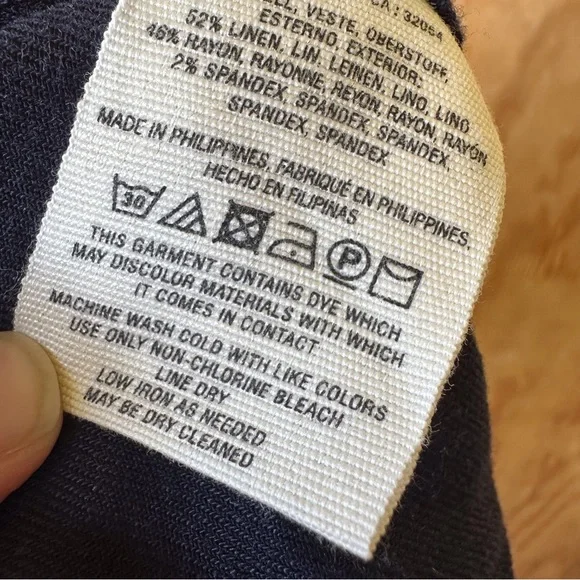 VESTE, OBERSTOFF,
ESTERNO, EXTERIOR:
52% LINEN, LIN, LEINEN, LINO, LINO
46% RAYON, RAYONNE, REYON, RAYON, RAYON
2% SPANDEX, SPANDEX, SPANDEX,
SPANDEX, SPANDEX
MADE IN PHILIPPINES, FABRIQUÉ EN PHILIPPINES,
HECHO EN FILIPINAS
30 P
THIS GARMENT CONTAINS DYE WHICH
MAY DISCOLOR MATERIALS WITH WHICH
IT COMES IN CONTACT
MACHINE WASH COLD WITH LIKE COLORS
USE ONLY NON-CHLORINE BLEACH
LINE DRY
LOW IRON AS NEEDED
MAY BE DRY CLEANED